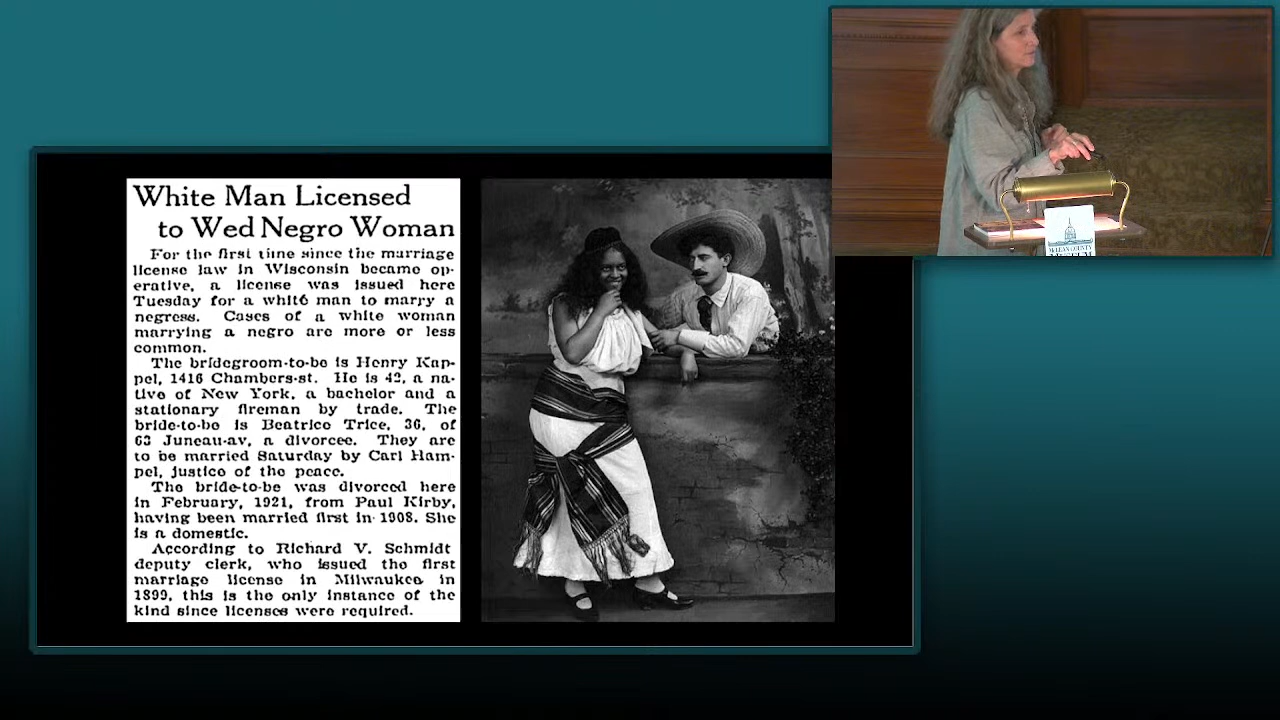 White Man Licensed
to Wed Negro Woman
For the first time since the marriage
license law in Wisconsin became op-
erative, a license was issued here
Tuesday for a white man to marry a
negress. Cases of a white woman
marrying a negro are more or less
common.
The bridegroom-to-be is Henry Kap-
pel, 1416 Chambers-st. He is 42, a na-
tive of New York, a bachelor and a
stationary fireman by trade. The
bride-to-be is Beatrice Trice, 36, of
63 Juneau-av, a divorcee. They are
to be married Saturday by Carl Ham-
pel, justice of the peace.
The bride-to-be was divorced here
in February, 1921, from Paul Kirby,
having been married first in 1908. She
is a domestic.
According to Richard V. Schmidt
deputy clerk, who issued the first
marriage license in Milwaukee in
1899, this is the only instance of the
kind since licenses were required.
McLEAN COUNTY
MUSEUM